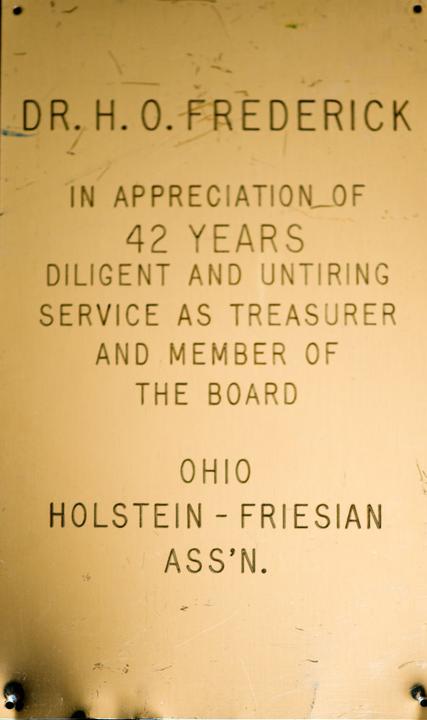 DR. H. O. FREDERICK
IN APPRECIATION OF
42 YEARS
DILIGENT AND UNTIRING
SERVICE AS TREASURER
AND MEMBER OF
THE BOARD
OHIO
HOLSTEIN - FRIESIAN
ASS'N.